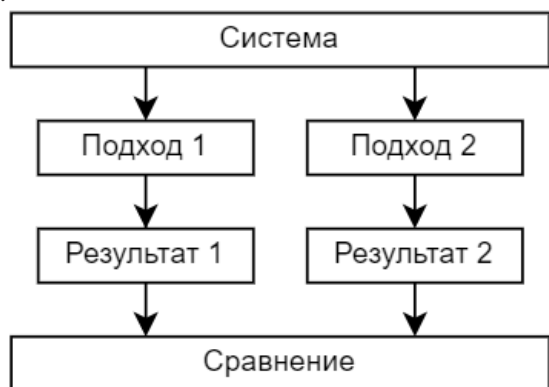 Система
Подход 1
Подход 2
Результат 1
Результат 2
Сравнение